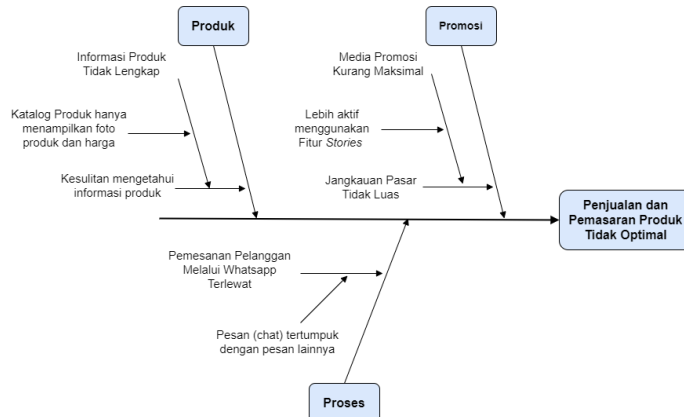 Produk
Promosi
Informasi Produk
Tidak Lengkap
Media Promosi
Kurang Maksimal
Katalog Produk hanya
menampilkan foto
produk dan harga
Lebih aktif
menggunakan
Fitur Stories
Kesulitan mengetahui
informasi produk
Jangkauan Pasar
Tidak Luas
Penjualan dan
Pemasaran Produk
Tidak Optimal
Pemesanan Pelanggan
Melalui Whatsapp
Terlewat
Pesan (chat) tertumpuk
dengan pesan lainnya
Proses